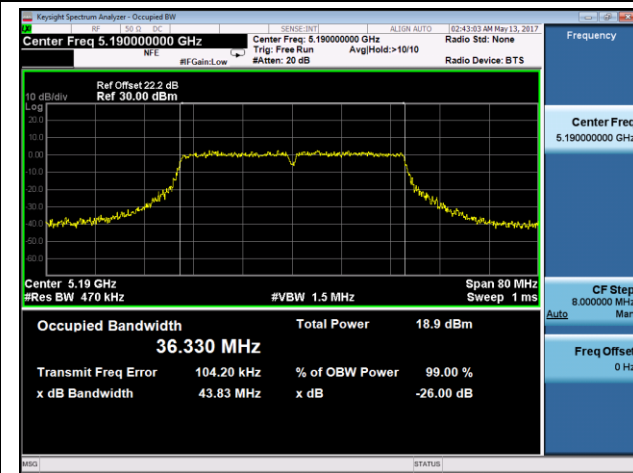 Keysight Spectrum Analyzer - Occupied BW
RF 50 Ω DC SENSE:INT ALIGN AUTO 02:43:03 AM May 13, 2017
Center Freq 5.190000000 GHz
NFE
#IFGain:Low
Center Freq: 5.190000000 GHz
Trig: Free Run Avg|Hold:>10/10
#Atten: 20 dB
Radio Std: None
Radio Device: BTS
Frequency
Ref Offset 22.2 dB
10 dB/div Ref 30.00 dBm
Log
20.0
10.0
0.00
-10.0
-20.0
-30.0
-40.0
-50.0
-60.0
Center 5.19 GHz Span 80 MHz
#Res BW 470 kHz #VBW 1.5 MHz Sweep 1 ms
Occupied Bandwidth Total Power 18.9 dBm
36.330 MHz
Transmit Freq Error 104.20 kHz % of OBW Power 99.00 %
x dB Bandwidth 43.83 MHz x dB -26.00 dB
Center Freq
5.190000000 GHz
CF Step
8.000000 MHz
Auto Man
Freq Offset
0 Hz
MSG STATUS